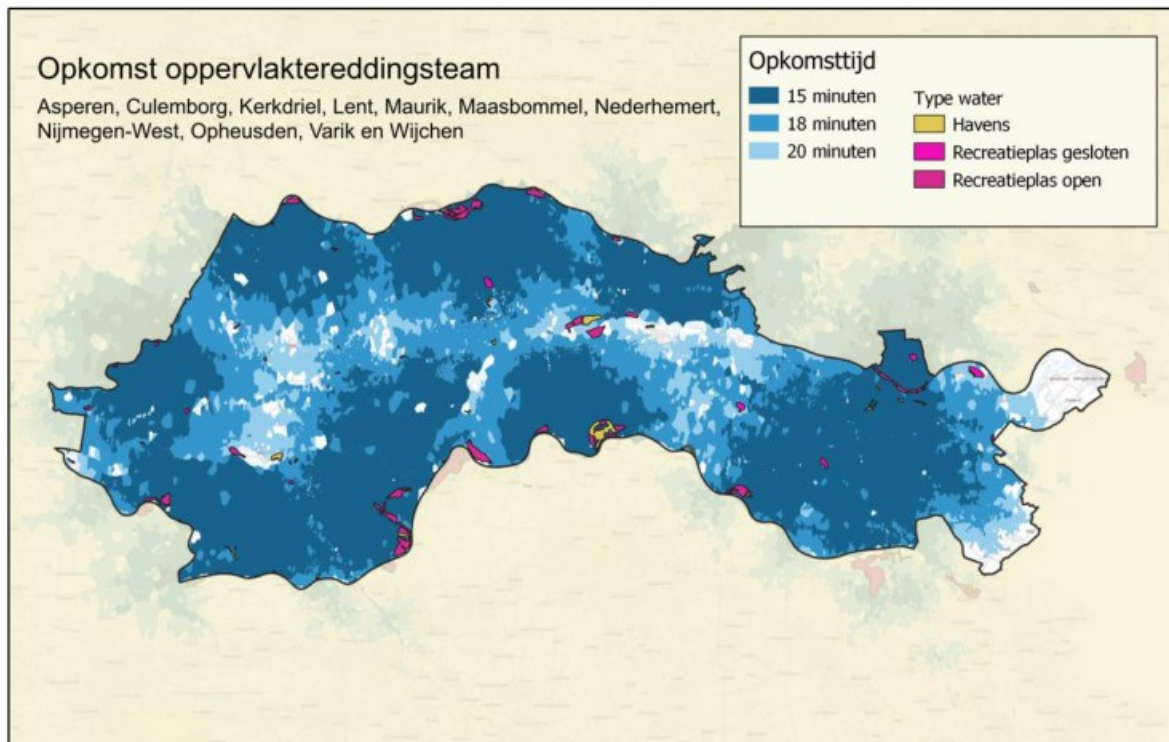 Opkomst oppervlaktereddingsteam
Asperen, Culemborg, Kerkdriel, Lent, Maurik, Maasbommel, Nederhemert,
Nijmegen-West, Opheusden, Varik en Wijchen
Opkomsttijd
15 minuten
18 minuten
20 minuten
Type water
Havens
Recreatieplas gesloten
Recreatieplas open